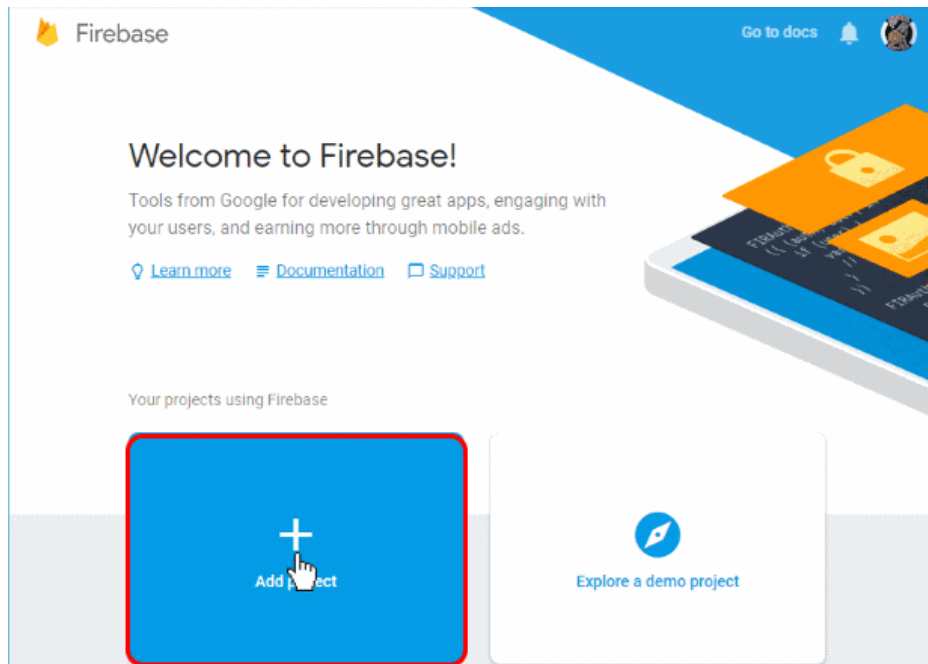 Firebase
Go to docs
Welcome to Firebase!
Tools from Google for developing great apps, engaging with
your users, and earning more through mobile ads.
Learn more Documentation Support
Your projects using Firebase
Add project
Explore a demo project